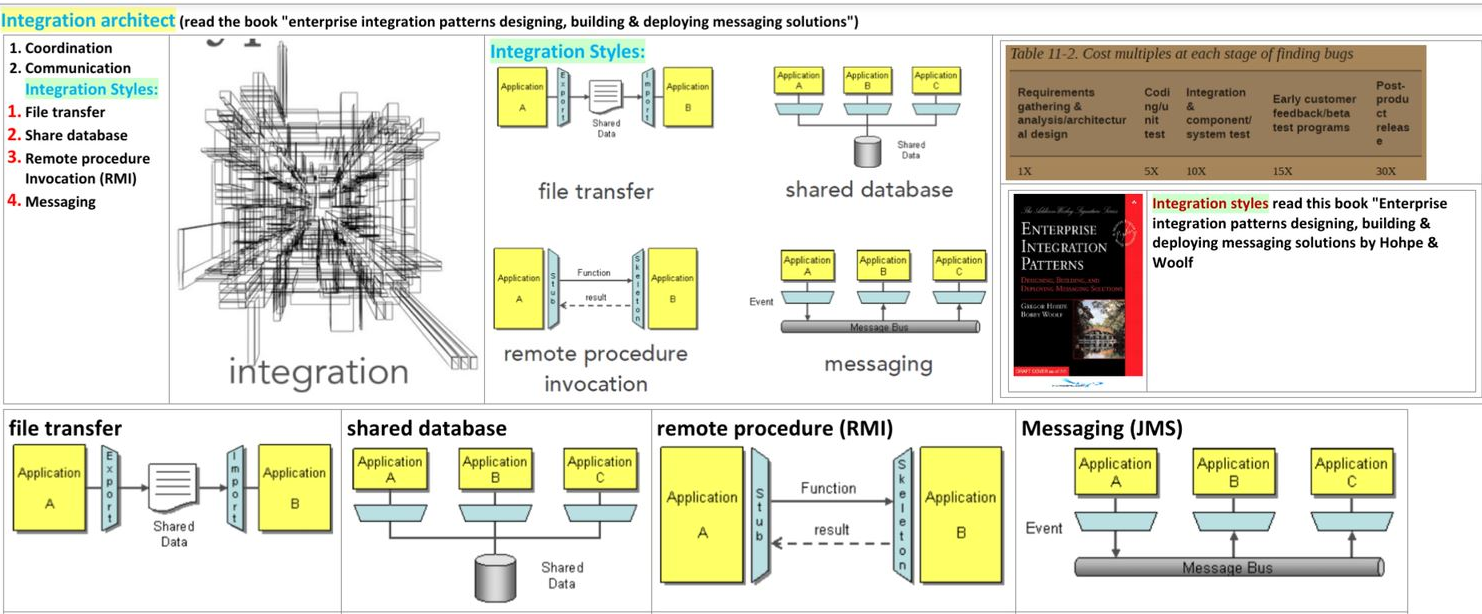 Integration architect (read the book "enterprise integration patterns designing, building & deploying messaging solutions")
1. Coordination
2. Communication
Integration Styles:
1. File transfer
2. Share database
3. Remote procedure
Invocation (RMI)
4. Messaging
integration
Integration Styles:
Application
A
Export
Shared
Data
Import
Application
B
file transfer
Application
A
Application
B
Application
C
Shared
Data
shared database
Application
A
Stub
Function
result
Skeleton
Application
B
remote procedure
invocation
Application
A
Application
B
Application
C
Event
Message Bus
messaging
Table 11-2. Cost multiples at each stage of finding bugs
Requirements
gathering &
analysis/architectur
al design
Codi
ng/u
nit
test
Integration
&
component/
system test
Early customer
feedback/beta
test programs
Post-
produ
ct
releas
e
1X
5X
10X
15X
30X
The Addison Wesley Signature Series
ENTERPRISE
INTEGRATION
PATTERNS
DESIGNING, BUILDING, AND
DEPLOYING MESSAGING SOLUTIONS
GREGOR HOHPE
BOBBY WOOLF
Integration styles read this book "Enterprise
integration patterns designing, building &
deploying messaging solutions by Hohpe &
Woolf
file transfer
Application
A
Export
Shared
Data
Import
Application
B
shared database
Application
A
Application
B
Application
C
Shared
Data
remote procedure (RMI)
Application
A
Stub
Function
result
Skeleton
Application
B
Messaging (JMS)
Application
A
Application
B
Application
C
Event
Message Bus